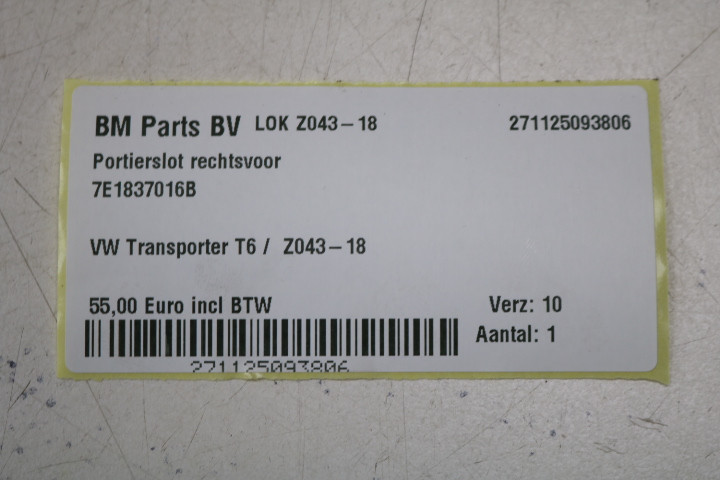 BM Parts BV LOK Z043-18 271125093806
Portierslot rechtsvoor
7E1837016B
VW Transporter T6 / Z043-18
55,00 Euro incl BTW Verz: 10
Aantal: 1
271125093806